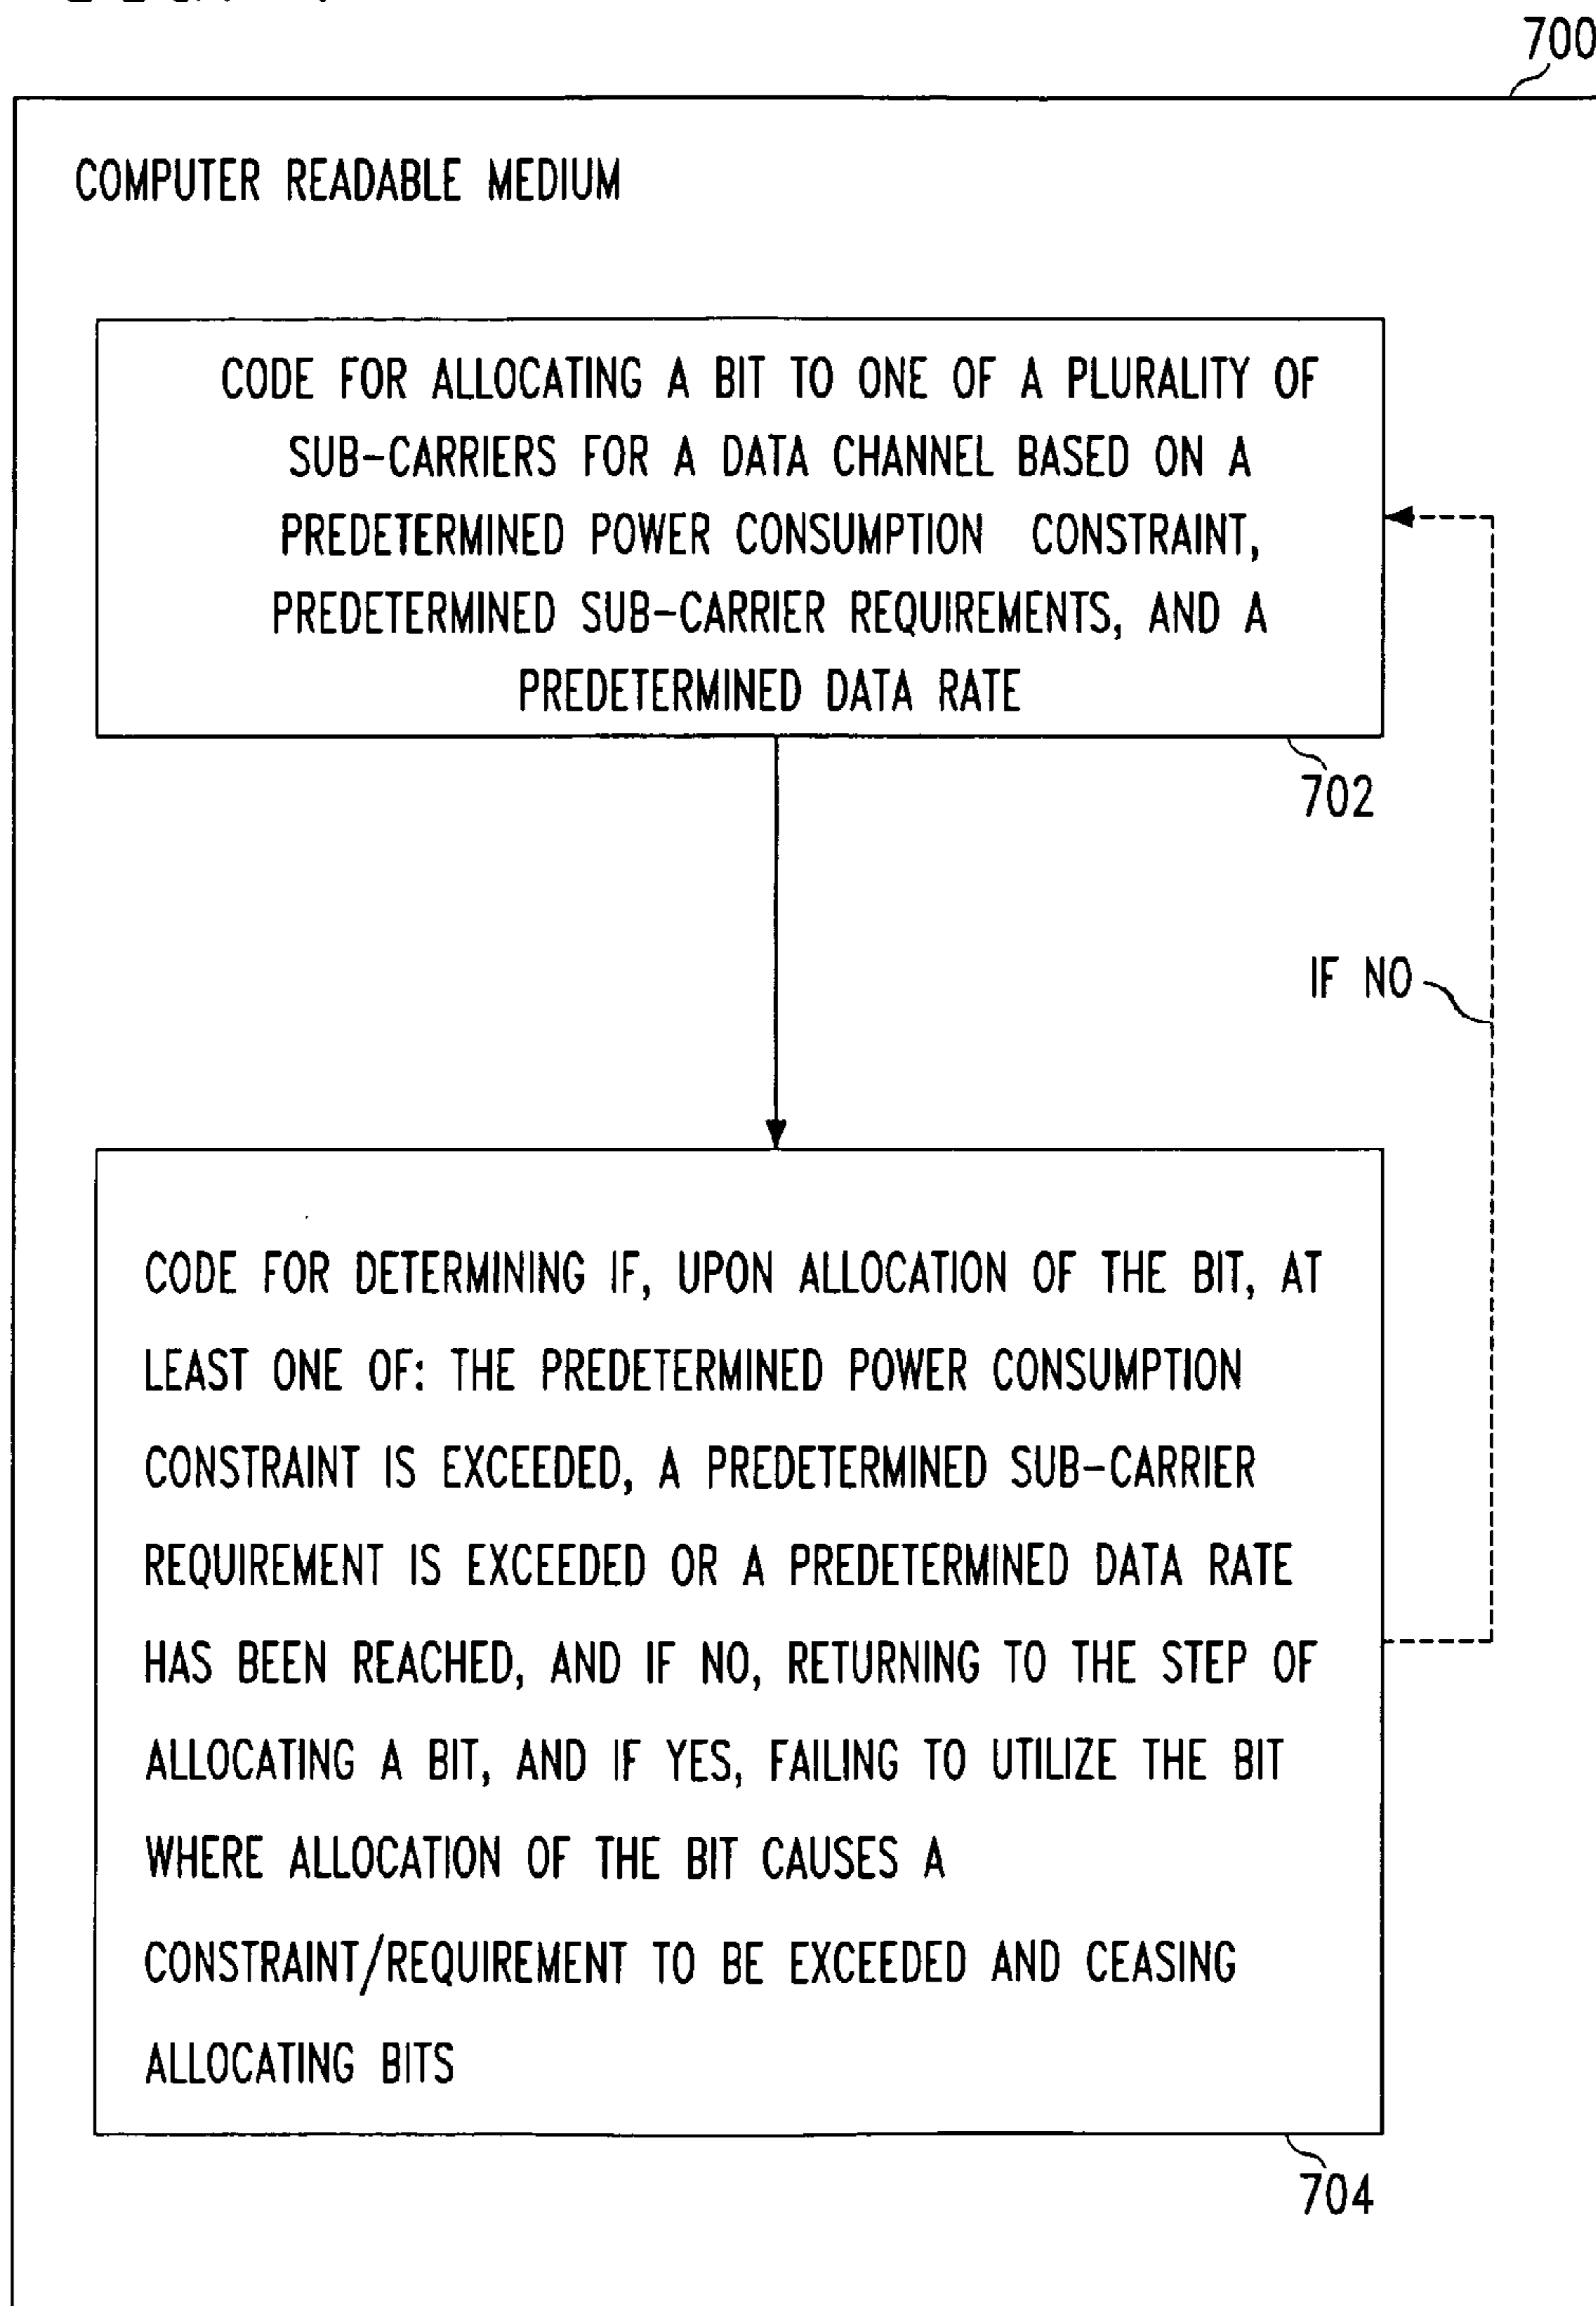 700
COMPUTER READABLE MEDIUM
CODE FOR ALLOCATING A BIT TO ONE OF A PLURALITY OF
SUB-CARRIERS FOR A DATA CHANNEL BASED ON A
PREDETERMINED POWER CONSUMPTION CONSTRAINT,
PREDETERMINED SUB-CARRIER REQUIREMENTS, AND A
PREDETERMINED DATA RATE
702
IF NO
CODE FOR DETERMINING IF, UPON ALLOCATION OF THE BIT, AT
LEAST ONE OF: THE PREDETERMINED POWER CONSUMPTION
CONSTRAINT IS EXCEEDED, A PREDETERMINED SUB-CARRIER
REQUIREMENT IS EXCEEDED OR A PREDETERMINED DATA RATE
HAS BEEN REACHED, AND IF NO, RETURNING TO THE STEP OF
ALLOCATING A BIT, AND IF YES, FAILING TO UTILIZE THE BIT
WHERE ALLOCATION OF THE BIT CAUSES A
CONSTRAINT/REQUIREMENT TO BE EXCEEDED AND CEASING
ALLOCATING BITS
704